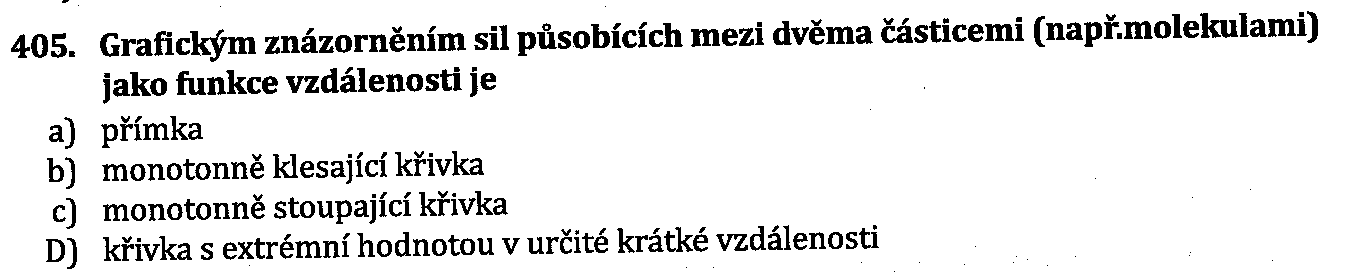 405. Grafickým znázorněním sil působících mezi dvěma částicemi (např.molekulami)
jako funkce vzdálenosti je
a) přímka
b) monotonně klesající křivka
c) monotonně stoupající křivka
D) křivka s extrémní hodnotou v určité krátké vzdálenosti